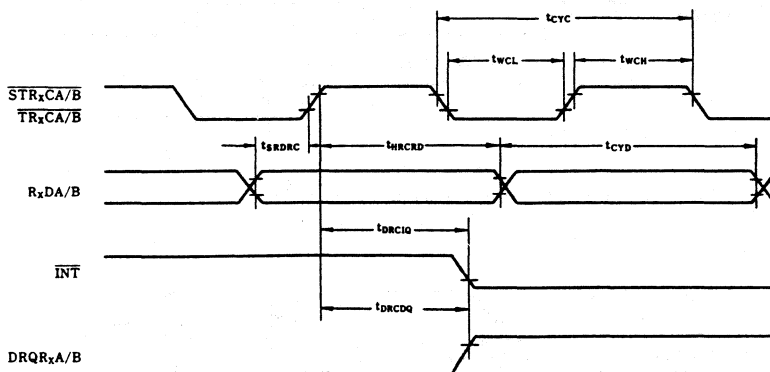 tCYC
tWCL
tWCH
STRxCA/B
TRxCA/B
tSRDRC
tHRCRD
tCYD
RxDA/B
tDRCIQ
INT
tDRCDQ
DRQRxA/B